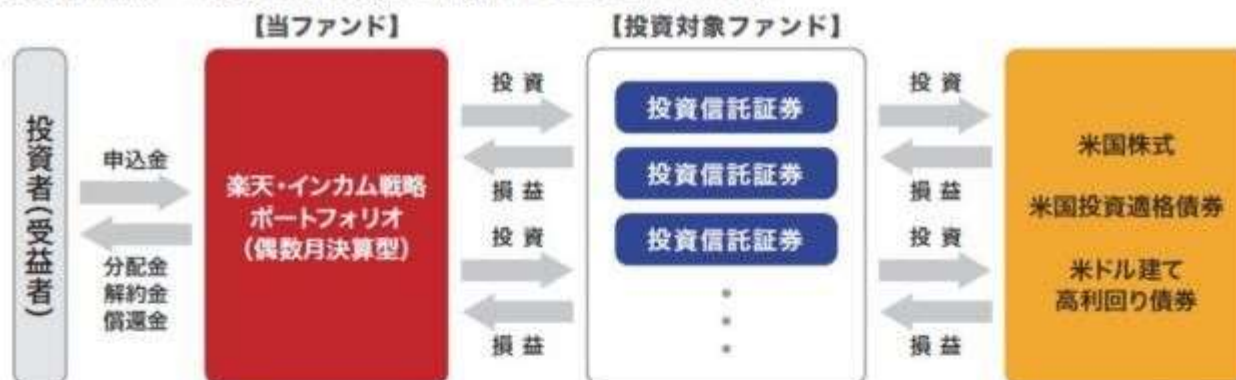 【当ファンド】
【投資対象ファンド】
投資者(受益者)
申込金
分配金
解約金
償還金
楽天・インカム戦略
ポートフォリオ
(偶数月決算型)
投資
損益
投資
損益
投資信託証券
投資信託証券
投資信託証券
投資
損益
投資
損益
米国株式
米国投資適格債券
米ドル建て
高利回り債券